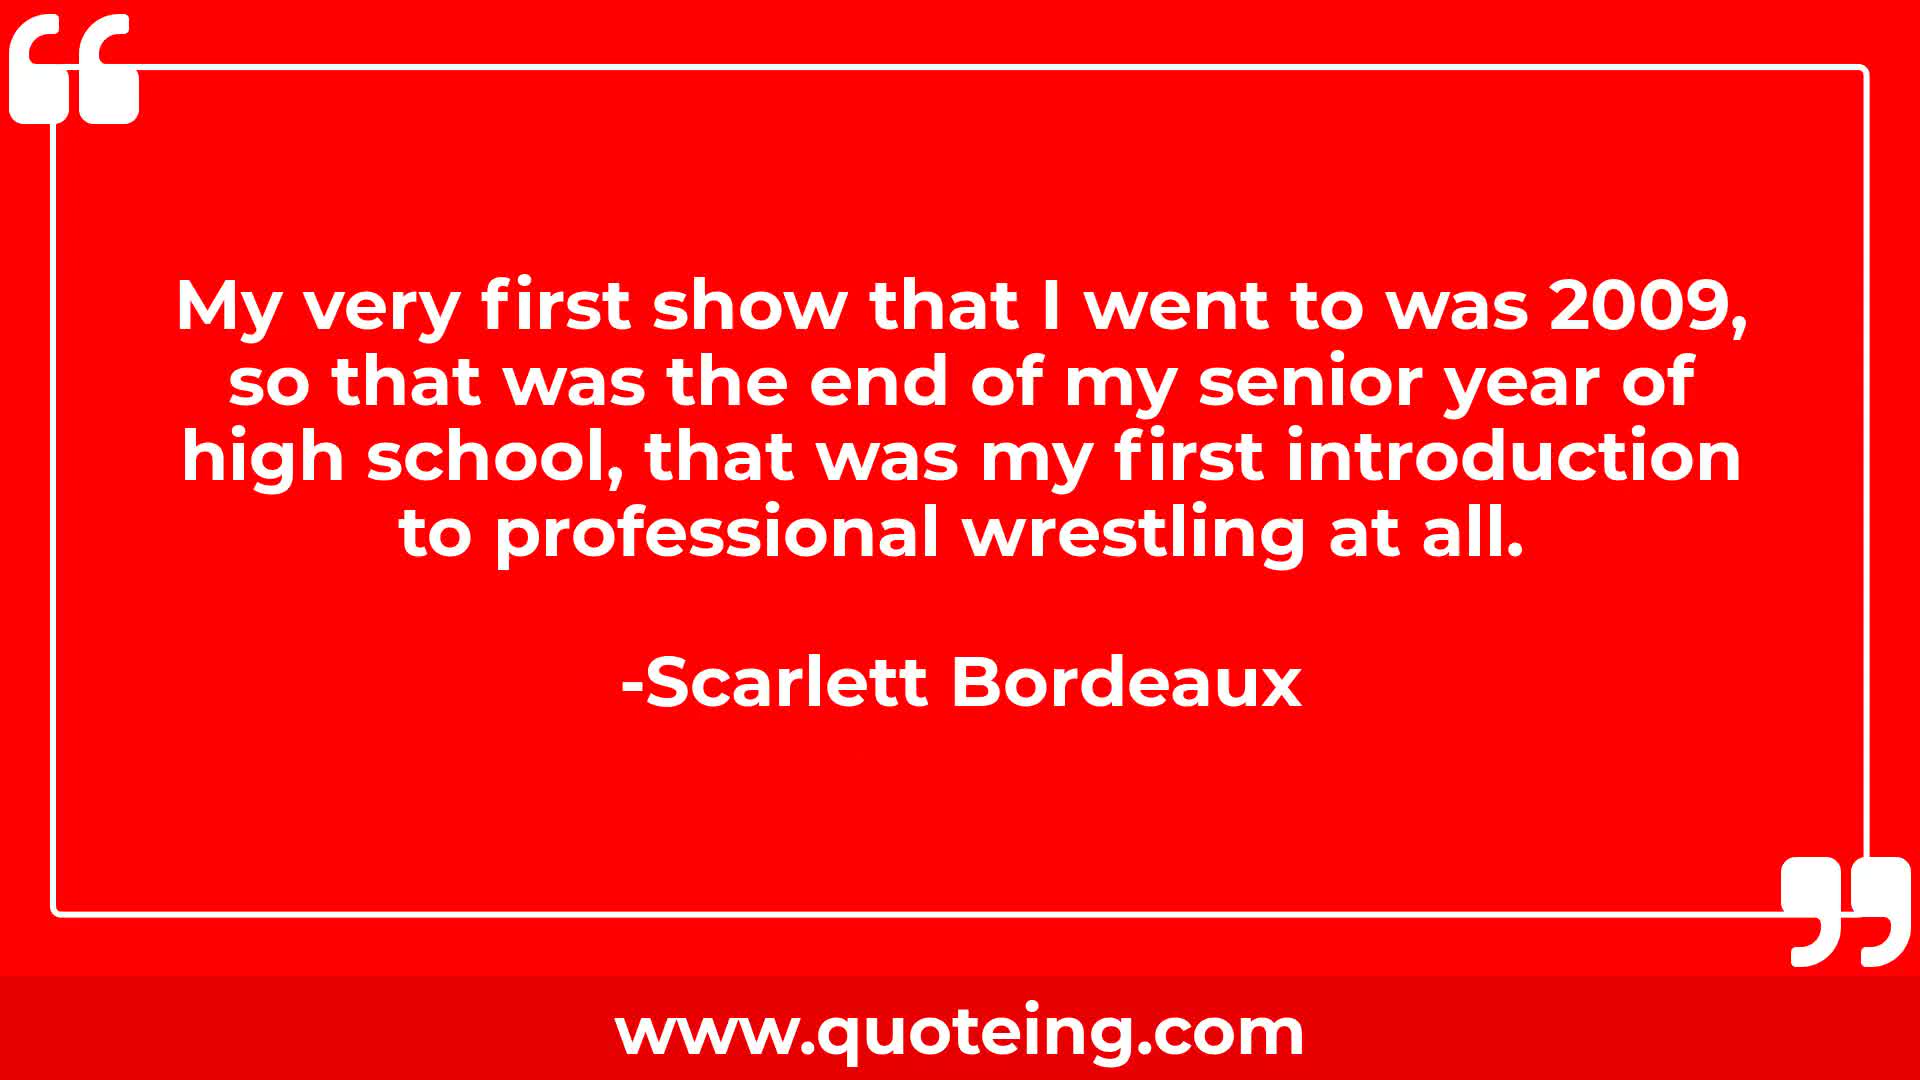 My very first show that I went to was 2009,
so that was the end of my senior year of
high school, that was my first introduction
to professional wrestling at all.
-Scarlett Bordeaux
www.quoteing.com